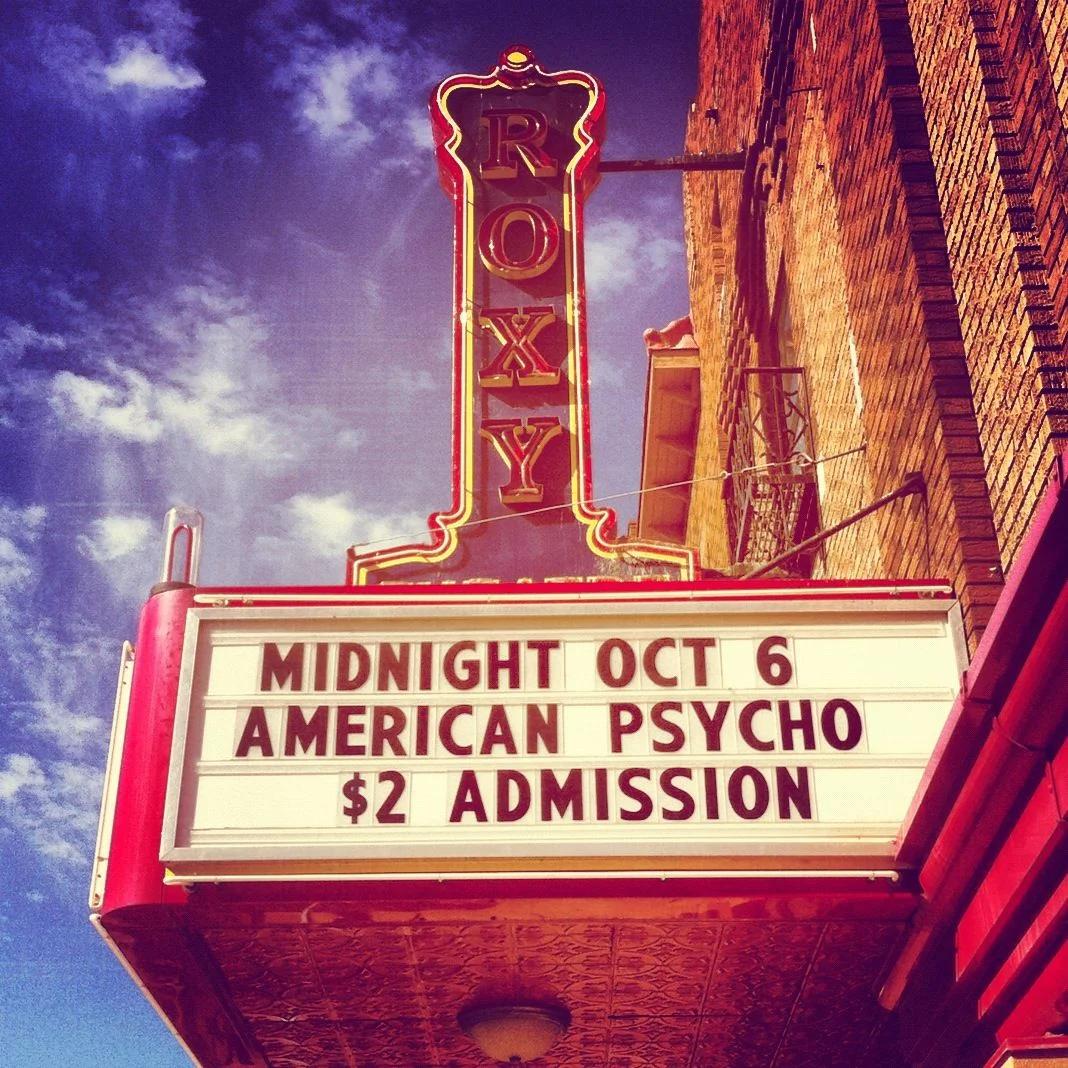 ROXY
MIDNIGHT OCT 6
AMERICAN PSYCHO
$2 ADMISSION